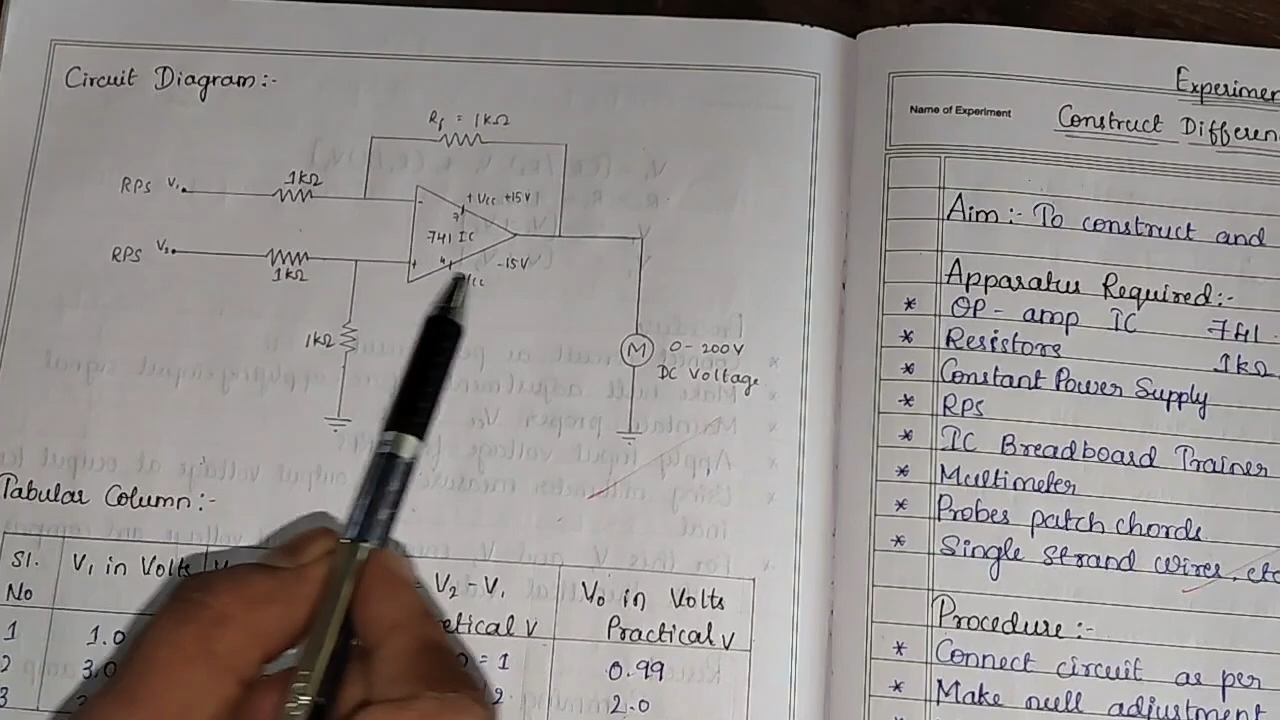 Circuit Diagram:-
Rf = 1kΩ
RPS V1
1kΩ
-
+Vcc +15V
7
741 IC
4
-15V
RPS V2
1kΩ
+
1kΩ
M
0-200V
DC Voltage
Tabular Column:-
Sl. No
V1 in Volts
= V2 - V1
V0 in Volts
Practical V
1
1.0
= 1
0.99
2
3.0
2.0
3
Name of Experiment
Construct
Aim:- To construct and
Apparatus Required:-
* OP-amp IC 741.
* Resistors 1kΩ
* Constant Power Supply
* RPS
* IC Breadboard Trainer
* Multimeter
* Probes patch chords
* Single strand wires, etc
Procedure:-
* Connect circuit as per
* Make null adjustment